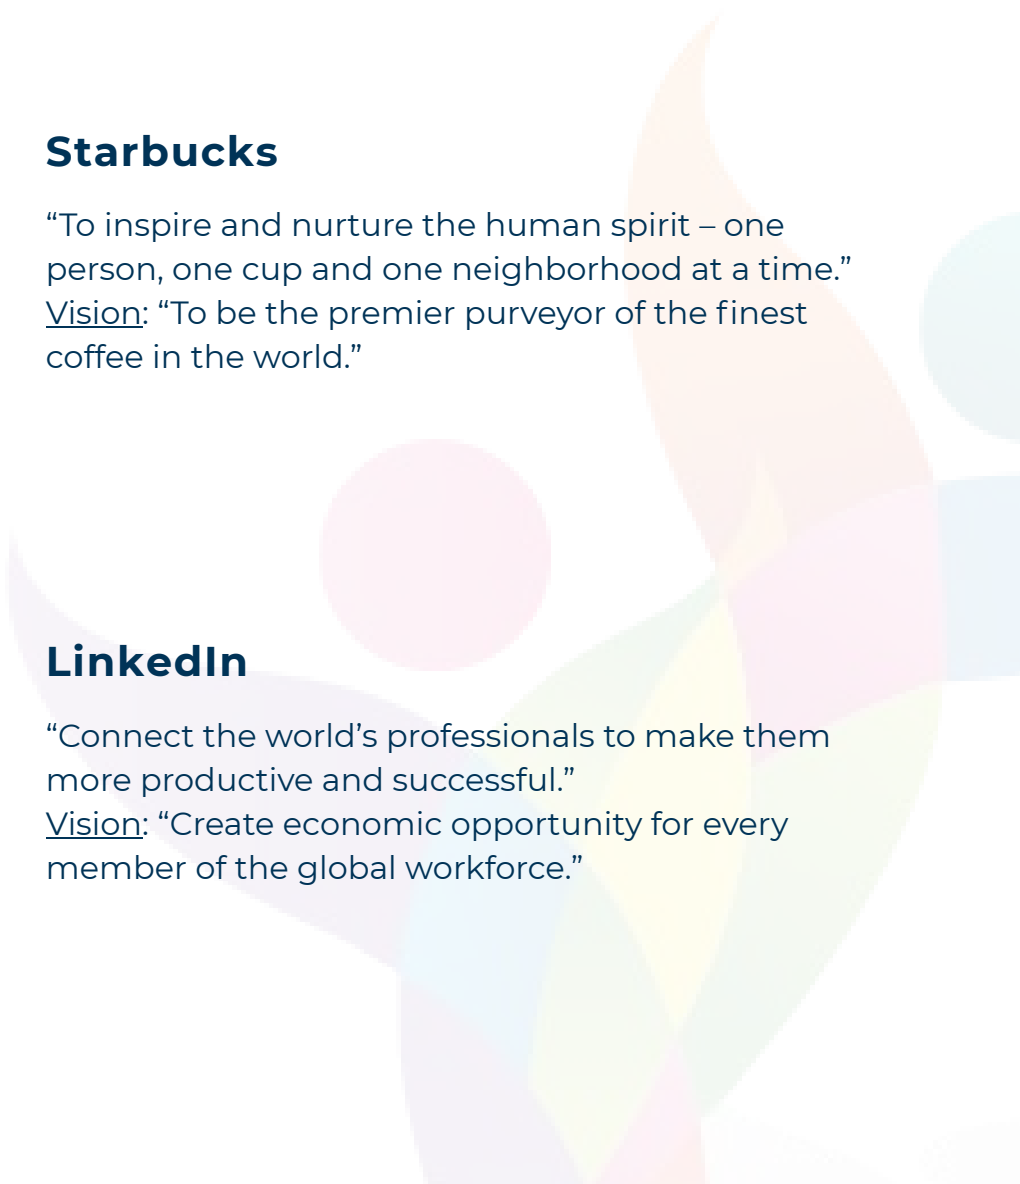 Starbucks
“To inspire and nurture the human spirit – one
person, one cup and one neighborhood at a time.”
Vision: “To be the premier purveyor of the finest
coffee in the world.”
LinkedIn
“Connect the world’s professionals to make them
more productive and successful.”
Vision: “Create economic opportunity for every
member of the global workforce.”